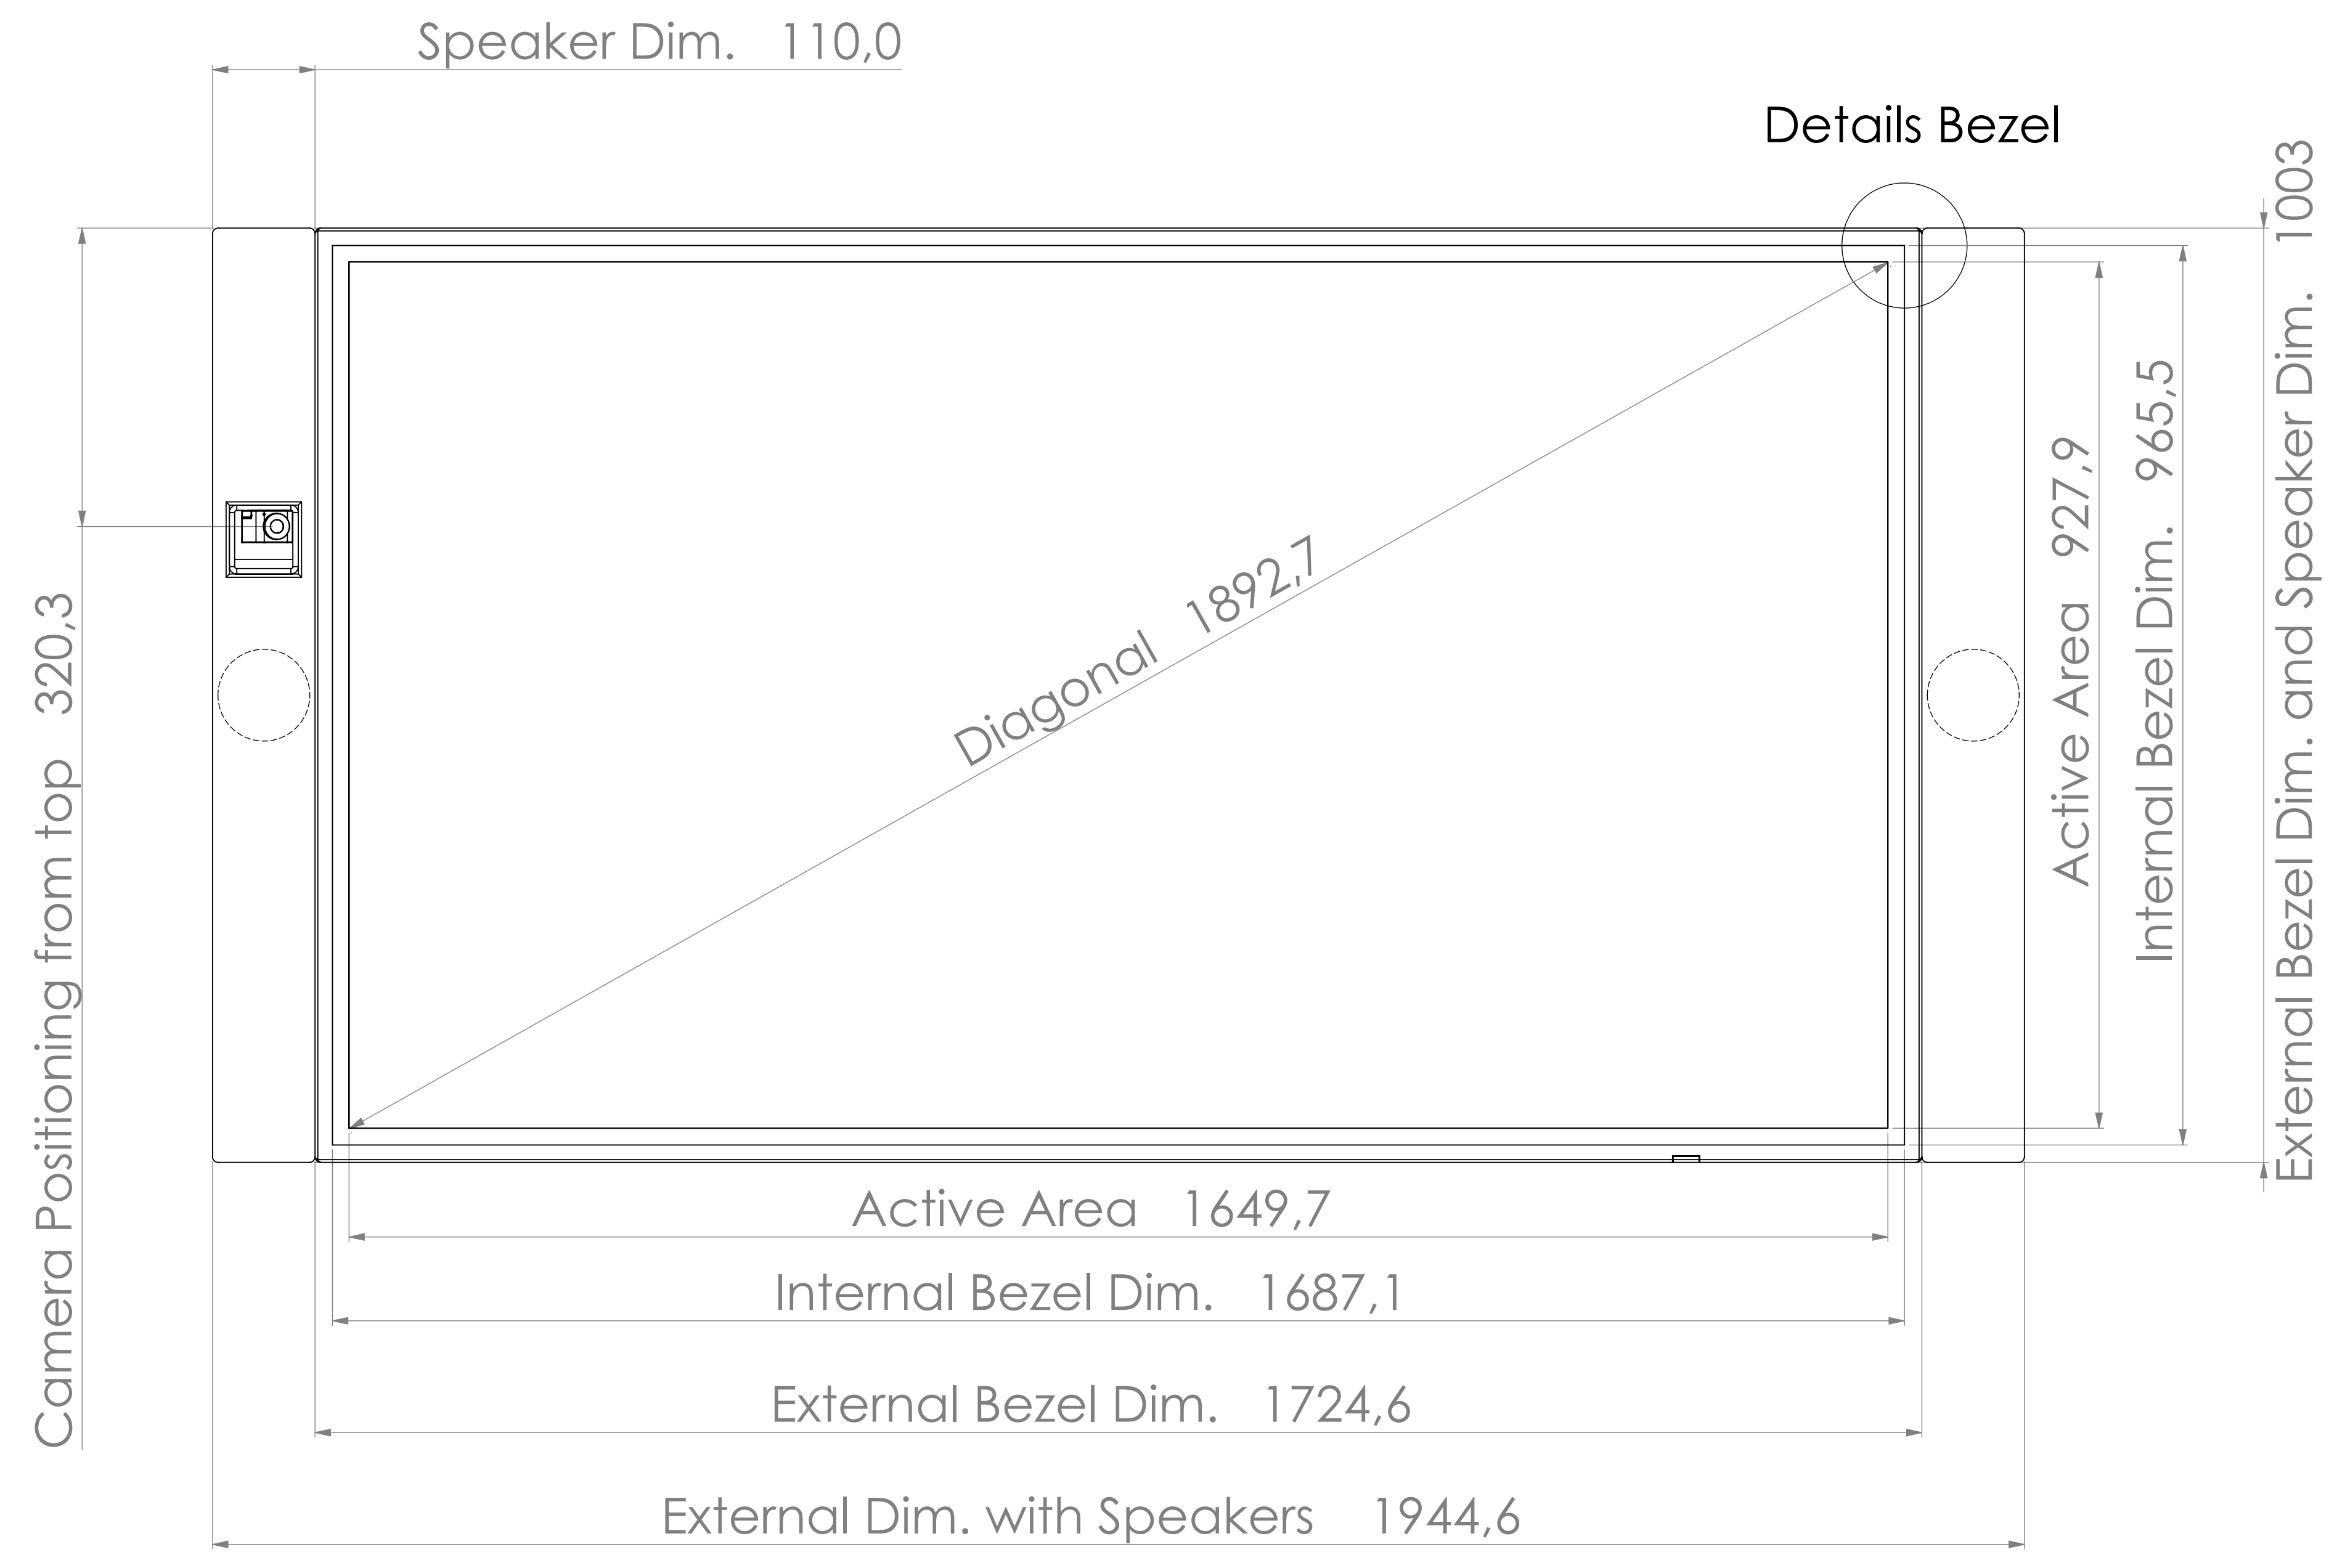 Speaker Dim. 110,0
Details Bezel
Camera Positioning from top 320,3
Diagonal 1892,7
Active Area 927,9
Internal Bezel Dim. 965,5
External Bezel Dim. and Speaker Dim. 1003
Active Area 1649,7
Internal Bezel Dim. 1687,1
External Bezel Dim. 1724,6
External Dim. with Speakers 1944,6